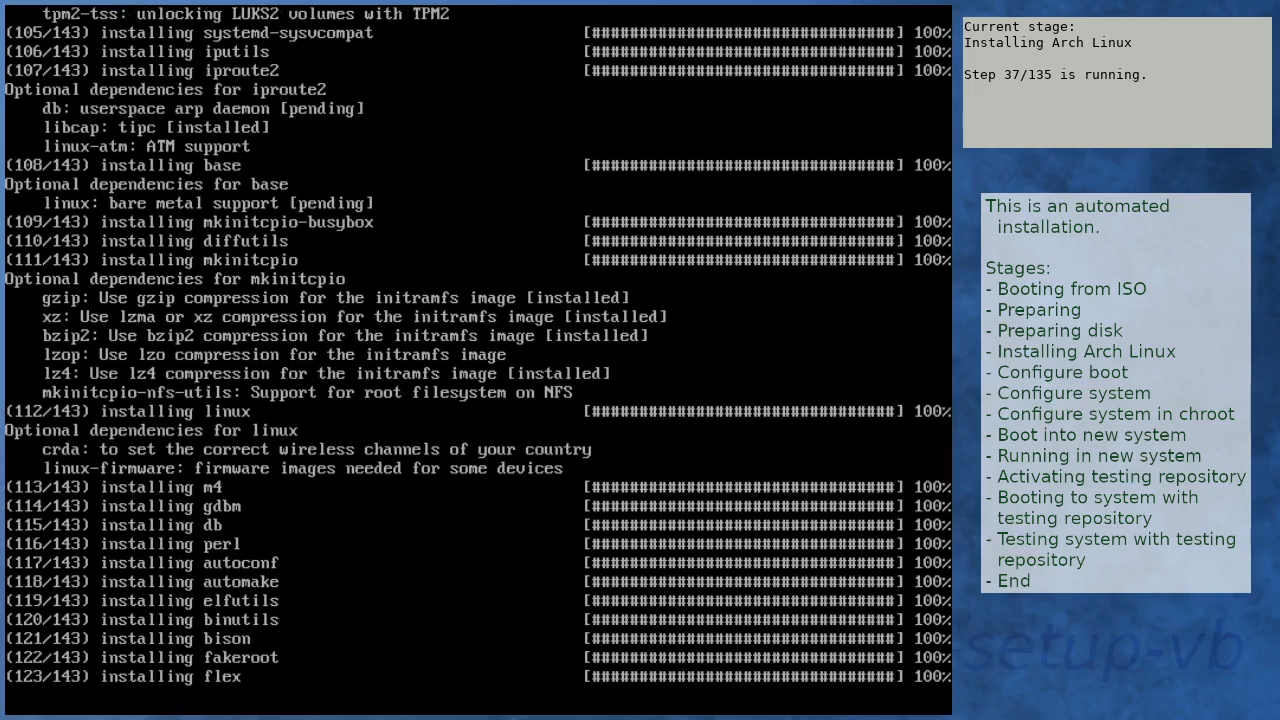 tpm2-tss: unlocking LUKS2 volumes with TPM2
(105/143) installing systemd-sysvcompat [################################] 100%
(106/143) installing iputils [################################] 100%
(107/143) installing iproute2 [################################] 100%
Optional dependencies for iproute2
db: userspace arp daemon [pending]
libcap: tipc [installed]
linux-atm: ATM support
(108/143) installing base [################################] 100%
Optional dependencies for base
linux: bare metal support [pending]
(109/143) installing mkinitcpio-busybox [################################] 100%
(110/143) installing diffutils [################################] 100%
(111/143) installing mkinitcpio [################################] 100%
Optional dependencies for mkinitcpio
gzip: Use gzip compression for the initramfs image [installed]
xz: Use lzma or xz compression for the initramfs image [installed]
bzip2: Use bzip2 compression for the initramfs image [installed]
lzop: Use lzo compression for the initramfs image
lz4: Use lz4 compression for the initramfs image [installed]
mkinitcpio-nfs-utils: Support for root filesystem on NFS
(112/143) installing linux [################################] 100%
Optional dependencies for linux
crda: to set the correct wireless channels of your country
linux-firmware: firmware images needed for some devices
(113/143) installing m4 [################################] 100%
(114/143) installing gdbm [################################] 100%
(115/143) installing db [################################] 100%
(116/143) installing perl [################################] 100%
(117/143) installing autoconf [################################] 100%
(118/143) installing automake [################################] 100%
(119/143) installing elfutils [################################] 100%
(120/143) installing binutils [################################] 100%
(121/143) installing bison [################################] 100%
(122/143) installing fakeroot [################################] 100%
(123/143) installing flex [################################] 100%
Current stage:
Installing Arch Linux
Step 37/135 is running.
This is an automated
installation.
Stages:
- Booting from ISO
- Preparing
- Preparing disk
- Installing Arch Linux
- Configure boot
- Configure system
- Configure system in chroot
- Boot into new system
- Running in new system
- Activating testing repository
- Booting to system with
testing repository
- Testing system with testing
repository
- End
setup-vb